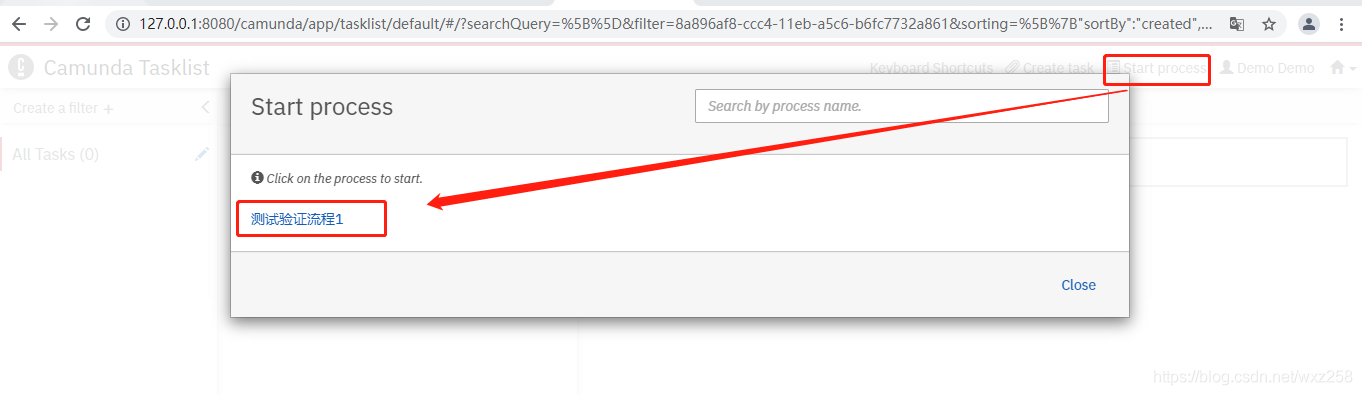 127.0.0.1:8080/camunda/app/tasklist/default/#/?searchQuery=%5B%5D&filter=8a896af8-ccc4-11eb-a5c6-b6fc7732a861&sorting=%5B%7B"sortBy":"created",...
Camunda Tasklist
Keyboard Shortcuts Create task Start process Demo Demo
Create a filter +
Start process
Search by process name.
All Tasks (0)
Click on the process to start.
测试验证流程1
Close
https://blog.csdn.net/wxz258